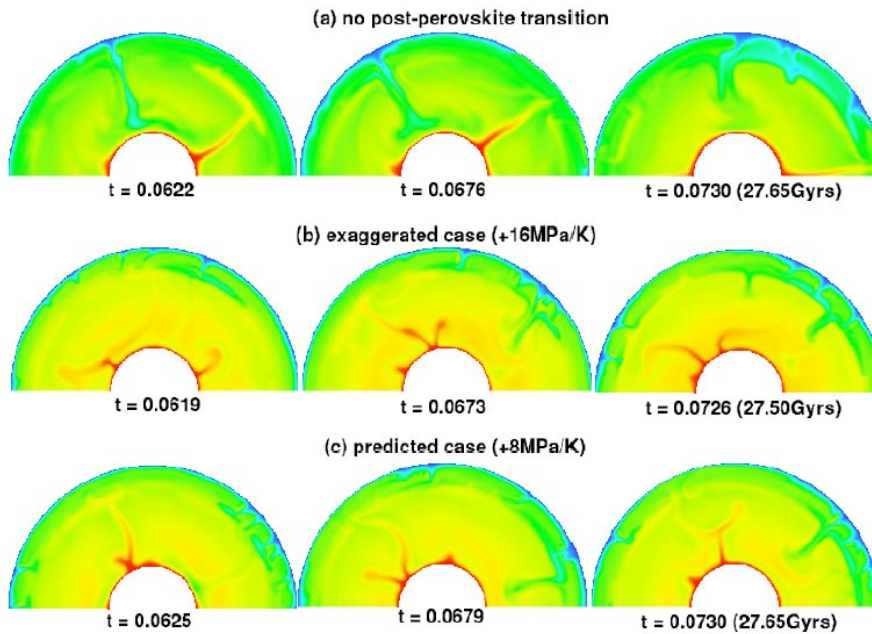 (a) no post-perovskite transition
t = 0.0622
t = 0.0676
t = 0.0730 (27.65Gyrs)
(b) exaggerated case (+16MPa/K)
t = 0.0619
t = 0.0673
t = 0.0726 (27.50Gyrs)
(c) predicted case (+8MPa/K)
t = 0.0625
t = 0.0679
t = 0.0730 (27.65Gyrs)